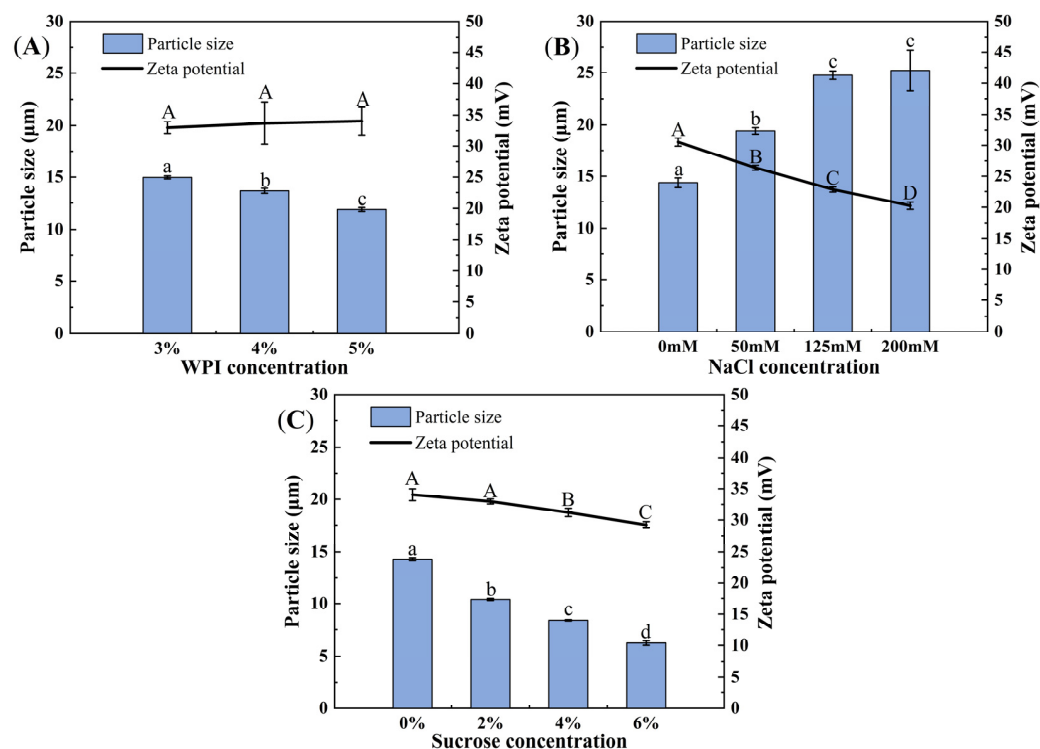 (A)
Particle size
Zeta potential
Particle size (μm)
Zeta potential (mV)
30
25
20
15
10
5
0
50
45
40
35
30
25
20
15
10
5
0
A
A
A
a
b
c
3%
4%
5%
WPI concentration
(B)
Particle size
Zeta potential
Particle size (μm)
Zeta potential (mV)
30
25
20
15
10
5
0
50
45
40
35
30
25
20
15
10
5
0
c
c
b
A
B
a
C
D
0mM
50mM
125mM
200mM
NaCl concentration
(C)
Particle size
Zeta potential
Particle size (μm)
Zeta potential (mV)
30
25
20
15
10
5
0
50
45
40
35
30
25
20
15
10
5
0
A
A
B
C
a
b
c
d
0%
2%
4%
6%
Sucrose concentration